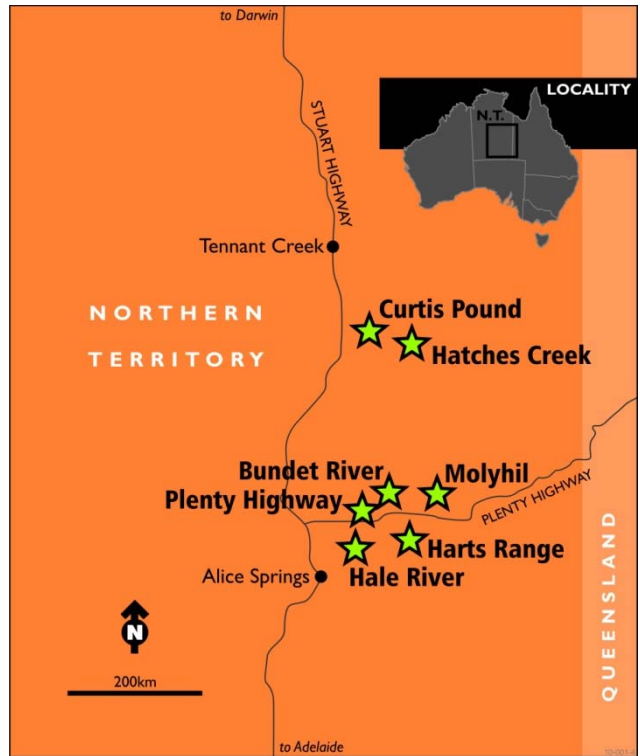 to Darwin
LOCALITY
N.T.
STUART HIGHWAY
Tennant Creek
Curtis Pound
NORTHERN
TERRITORY
Hatches Creek
Bundet River
Molyhil
Plenty Highway
PLENTY HIGHWAY
Harts Range
Alice Springs
Hale River
QUEENSLAND
N
200km
to Adelaide